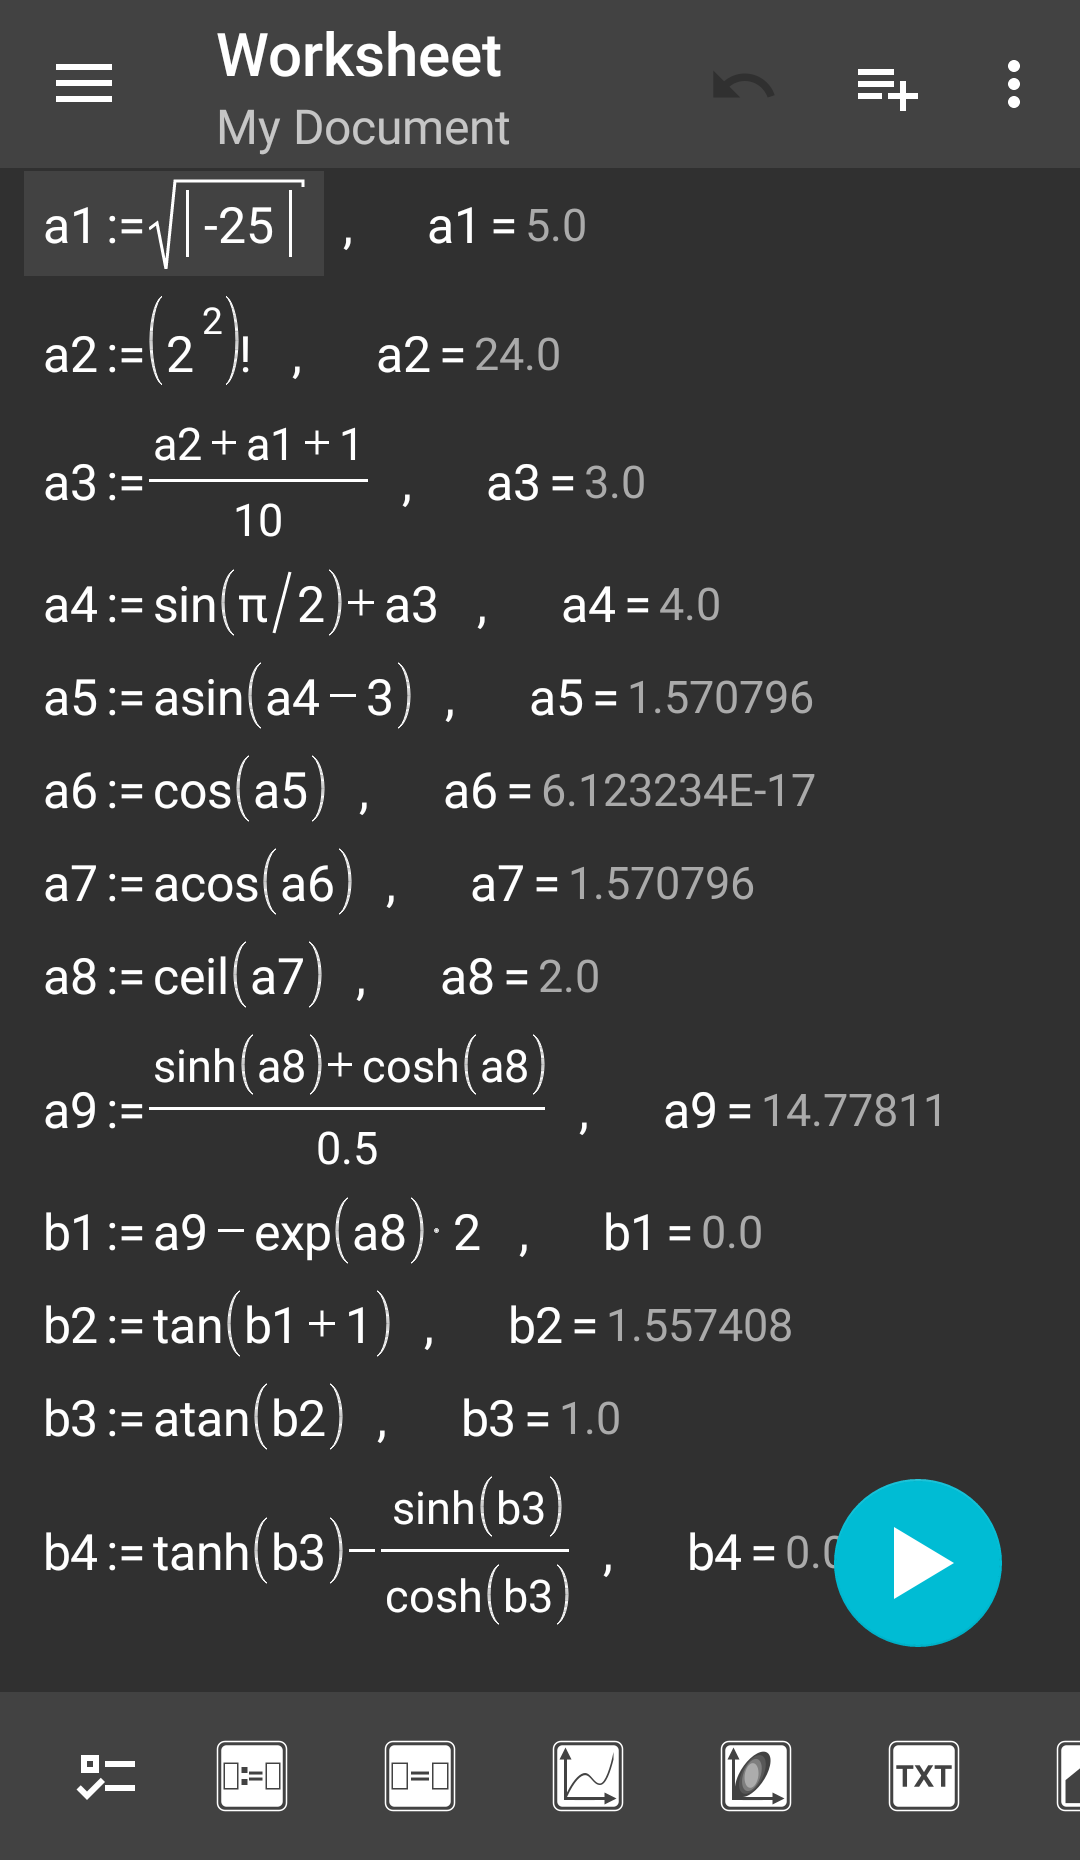 Worksheet
My Document
a1 := √|-25| , a1 = 5.0
a2 := (2^2)! , a2 = 24.0
a3 := (a2 + a1 + 1)/10 , a3 = 3.0
a4 := sin(π/2) + a3 , a4 = 4.0
a5 := asin(a4 − 3) , a5 = 1.570796
a6 := cos(a5) , a6 = 6.123234E-17
a7 := acos(a6) , a7 = 1.570796
a8 := ceil(a7) , a8 = 2.0
a9 := (sinh(a8) + cosh(a8))/0.5 , a9 = 14.77811
b1 := a9 − exp(a8) · 2 , b1 = 0.0
b2 := tan(b1 + 1) , b2 = 1.557408
b3 := atan(b2) , b3 = 1.0
b4 := tanh(b3) − sinh(b3)/cosh(b3) , b4 = 0.0
:= = TXT